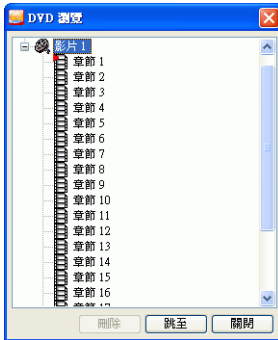 DVD 瀏覽
影片 1
章節 1
章節 2
章節 3
章節 4
章節 5
章節 6
章節 7
章節 8
章節 9
章節 10
章節 11
章節 12
章節 13
章節 14
章節 15
章節 16
章節 17
刪除 跳至 關閉